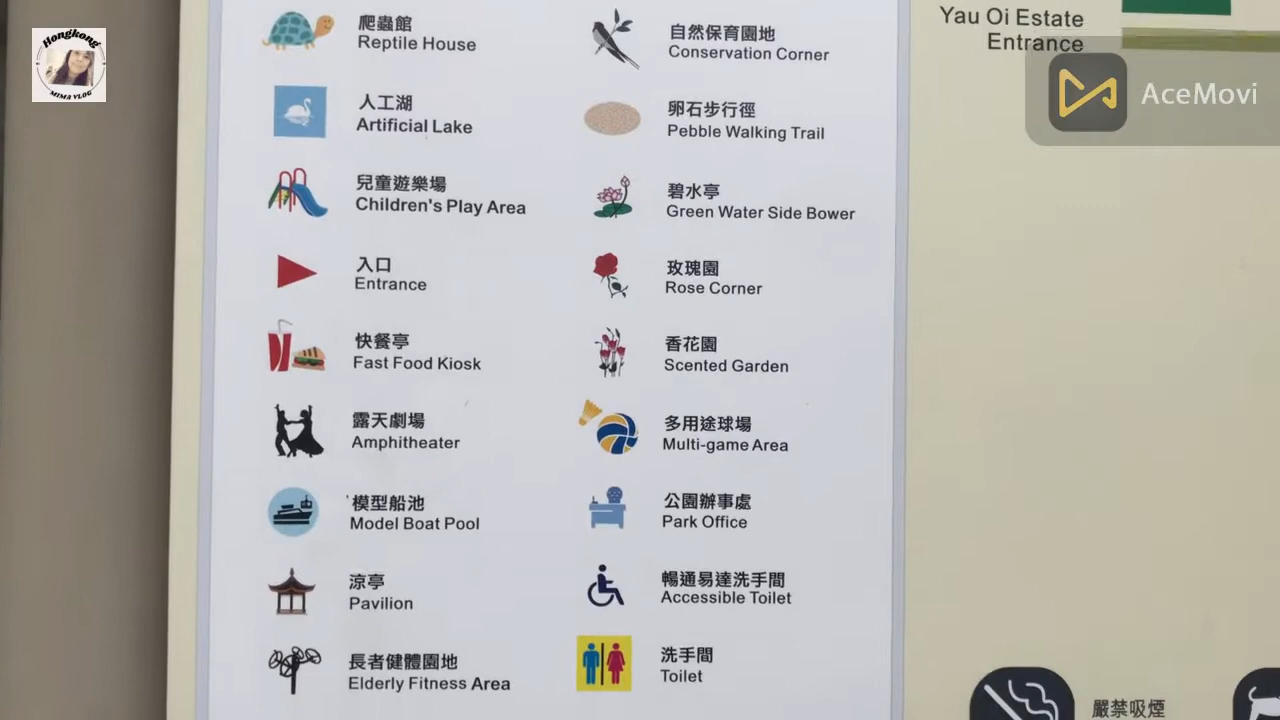 Hongkong
MIMA VLOG
爬蟲館
Reptile House
人工湖
Artificial Lake
兒童遊樂場
Children's Play Area
入口
Entrance
快餐亭
Fast Food Kiosk
露天劇場
Amphitheater
模型船池
Model Boat Pool
涼亭
Pavilion
長者健體園地
Elderly Fitness Area
自然保育園地
Conservation Corner
卵石步行徑
Pebble Walking Trail
碧水亭
Green Water Side Bower
玫瑰園
Rose Corner
香花園
Scented Garden
多用途球場
Multi-game Area
公園辦事處
Park Office
暢通易達洗手間
Accessible Toilet
洗手間
Toilet
Yau Oi Estate
Entrance
AceMovi
嚴禁吸煙